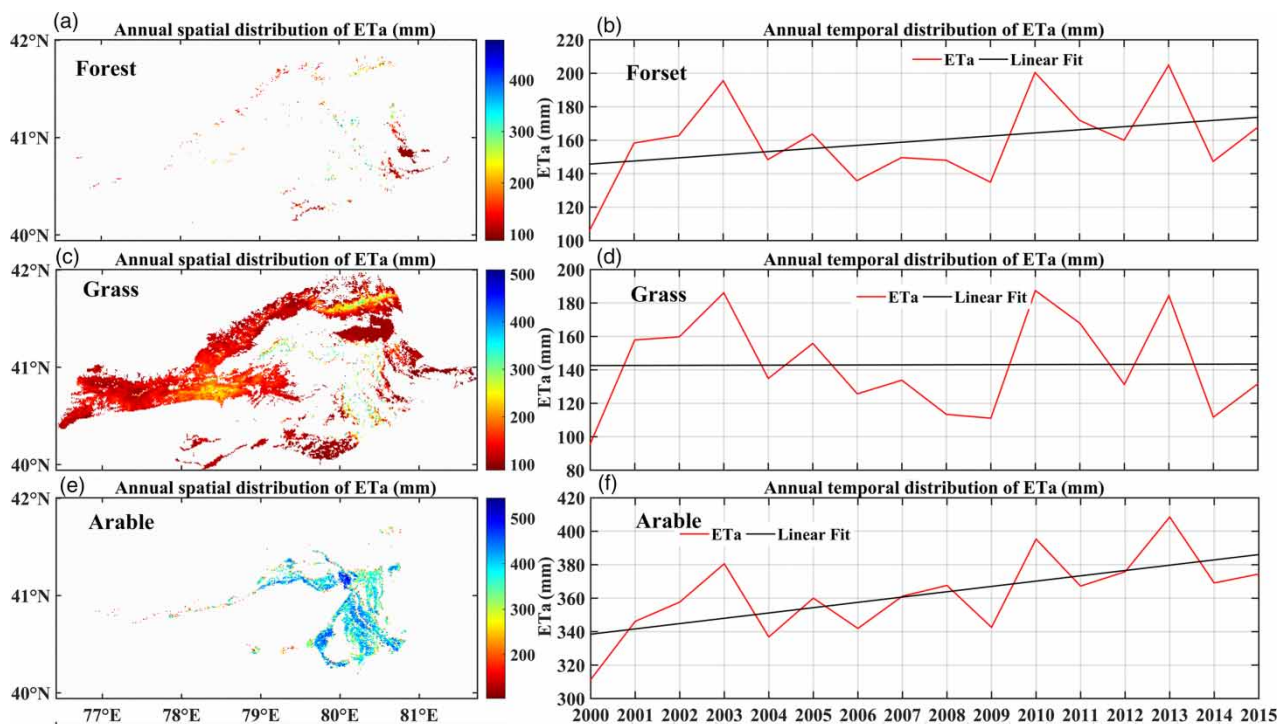 (a)
Annual spatial distribution of ETa (mm)
42°N
Forest
41°N
40°N
400
300
200
100
(b)
Annual temporal distribution of ETa (mm)
220
200
180
160
140
120
100
ETa (mm)
Forset
ETa
Linear Fit
(c)
Annual spatial distribution of ETa (mm)
42°N
Grass
41°N
40°N
500
400
300
200
100
(d)
Annual temporal distribution of ETa (mm)
200
180
160
140
120
100
80
ETa (mm)
Grass
ETa
Linear Fit
(e)
Annual spatial distribution of ETa (mm)
42°N
Arable
41°N
40°N
77°E 78°E 79°E 80°E 81°E
500
400
300
200
100
(f)
Annual temporal distribution of ETa (mm)
420
400
380
360
340
320
300
ETa (mm)
Arable
ETa
Linear Fit
2000 2001 2002 2003 2004 2005 2006 2007 2008 2009 2010 2011 2012 2013 2014 2015